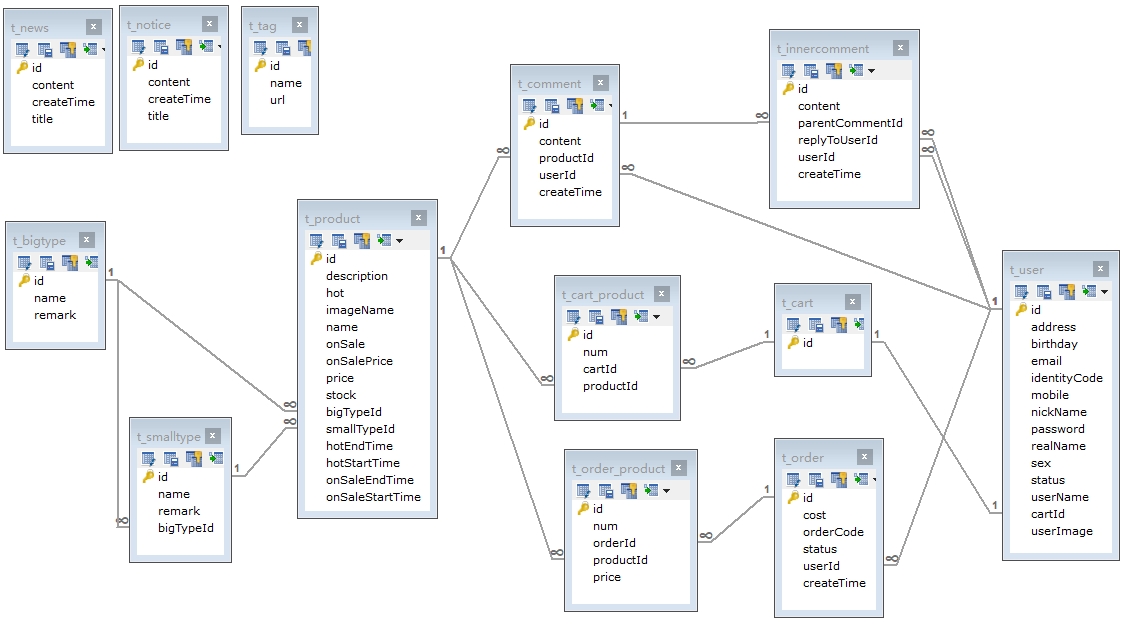 t_news
id
content
createTime
title
t_notice
id
content
createTime
title
t_tag
id
name
url
t_comment
id
content
productId
userId
createTime
t_innercomment
id
content
parentCommentId
replyToUserId
userId
createTime
t_bigtype
id
name
remark
t_product
id
description
hot
imageName
name
onSale
onSalePrice
price
stock
bigTypeId
smallTypeId
hotEndTime
hotStartTime
onSaleEndTime
onSaleStartTime
t_cart_product
id
num
cartId
productId
t_cart
id
t_user
id
address
birthday
email
identityCode
mobile
nickName
password
realName
sex
status
userName
cartId
userImage
t_smalltype
id
name
remark
bigTypeId
t_order_product
id
num
orderId
productId
price
t_order
id
cost
orderCode
status
userId
createTime
1
∞
∞
1
∞
1
∞
∞
∞
1
∞
∞
1
∞
∞
1
1
1
∞
1
∞
1
∞